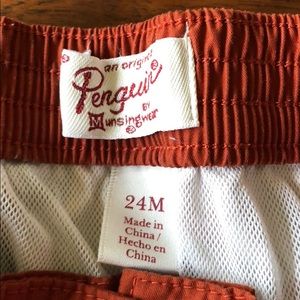 an original
Penguin®
BY
Munsingwear®
24M
Made in
China /
Hecho en
China